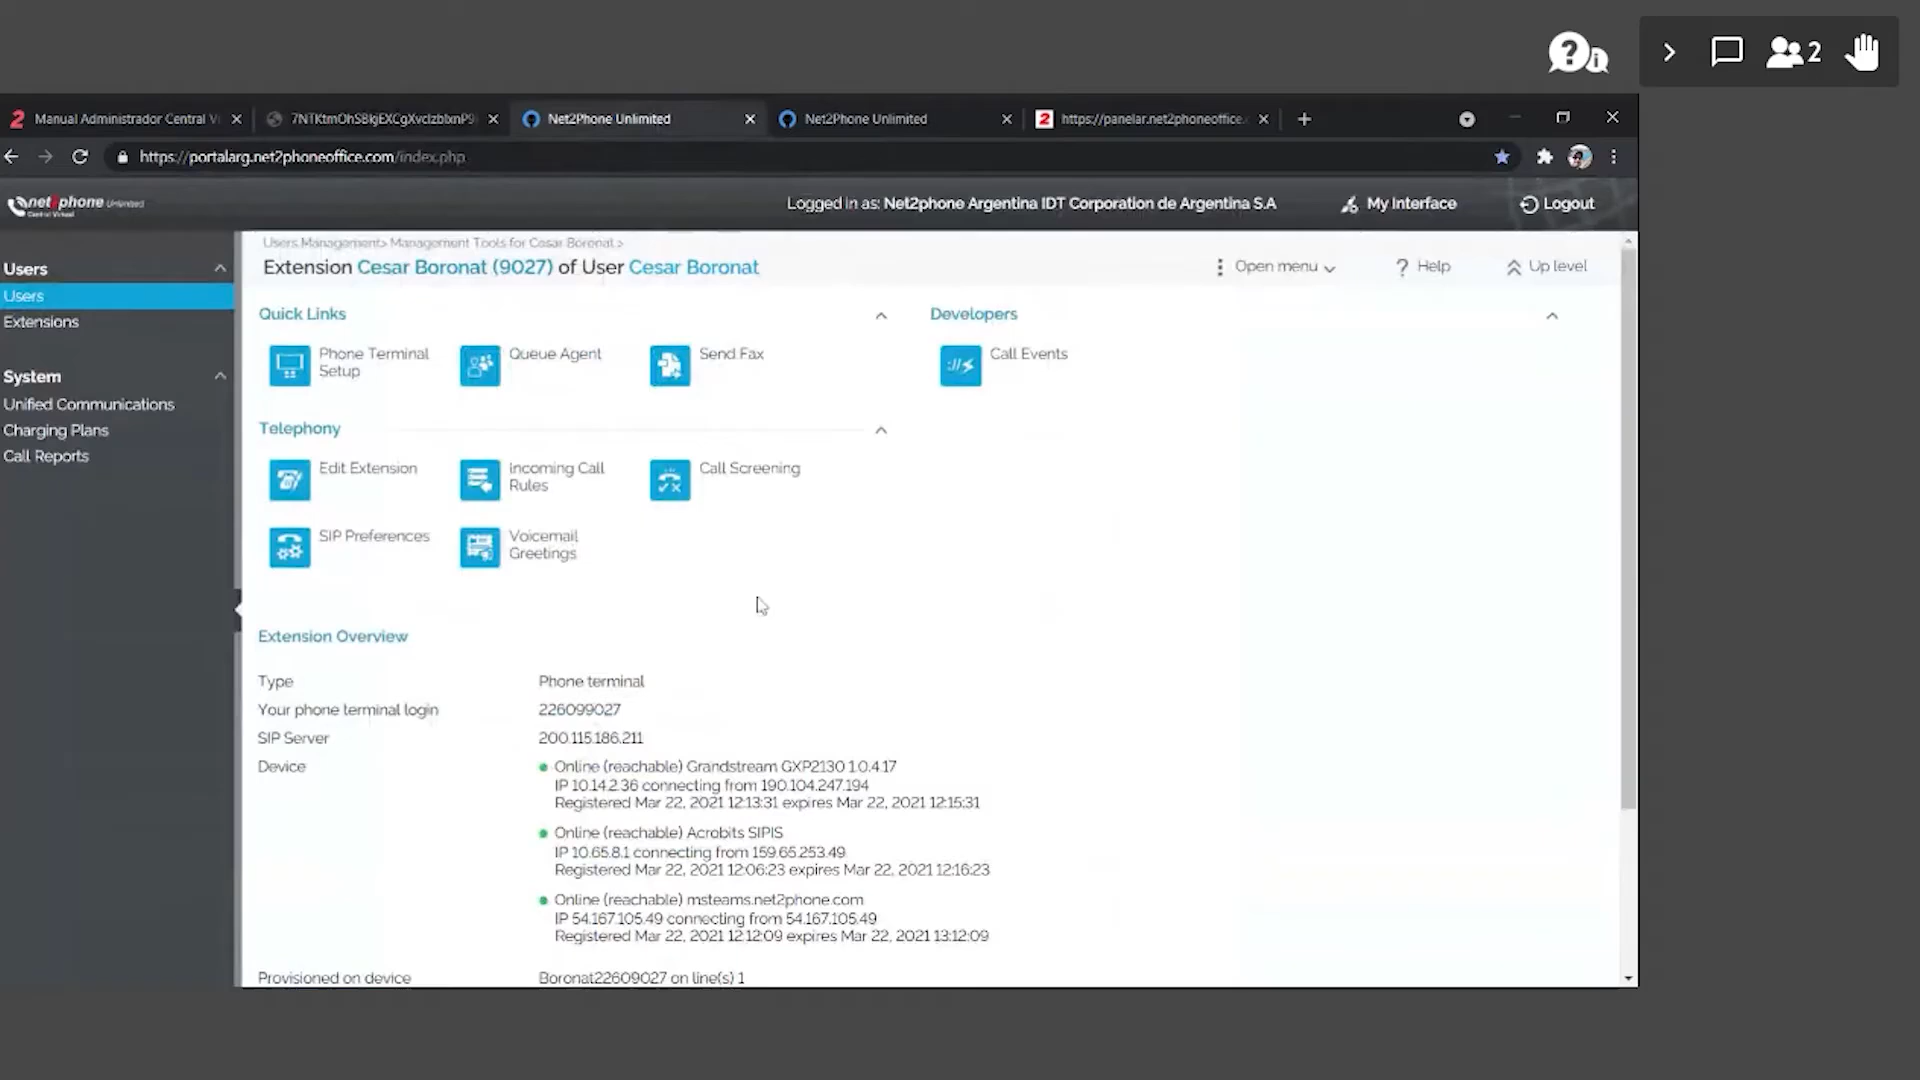 2
Manual Administrador Central Vi
7NTKtmOhSBkjEXCgXvclzblxnP9
Net2Phone Unlimited
Net2Phone Unlimited
2 https://panelar.net2phoneoffice.
https://portalarg.net2phoneoffice.com/index.php
net2phone Unlimited
Central Virtual
Logged in as: Net2phone Argentina IDT Corporation de Argentina S.A
My Interface
Logout
Users
Users
Extensions
System
Unified Communications
Charging Plans
Call Reports
Users Management> Management Tools for Cesar Boronat >
Extension Cesar Boronat (9027) of User Cesar Boronat
Open menu
? Help
Up level
Quick Links
Phone Terminal
Setup
Queue Agent
Send Fax
Developers
Call Events
Telephony
Edit Extension
Incoming Call
Rules
Call Screening
SIP Preferences
Voicemail
Greetings
Extension Overview
Type Phone terminal
Your phone terminal login 226099027
SIP Server 200.115.186.211
Device Online (reachable) Grandstream GXP2130 1.0.4.17
IP 10.14.2.36 connecting from 190.104.247.194
Registered Mar 22, 2021 12:13:31 expires Mar 22, 2021 12:15:31
Online (reachable) Acrobits SIPIS
IP 10.65.8.1 connecting from 159.65.253.49
Registered Mar 22, 2021 12:06:23 expires Mar 22, 2021 12:16:23
Online (reachable) msteams.net2phone.com
IP 54.167.105.49 connecting from 54.167.105.49
Registered Mar 22, 2021 12:12:09 expires Mar 22, 2021 13:12:09
Provisioned on device Boronat22609027 on line(s) 1